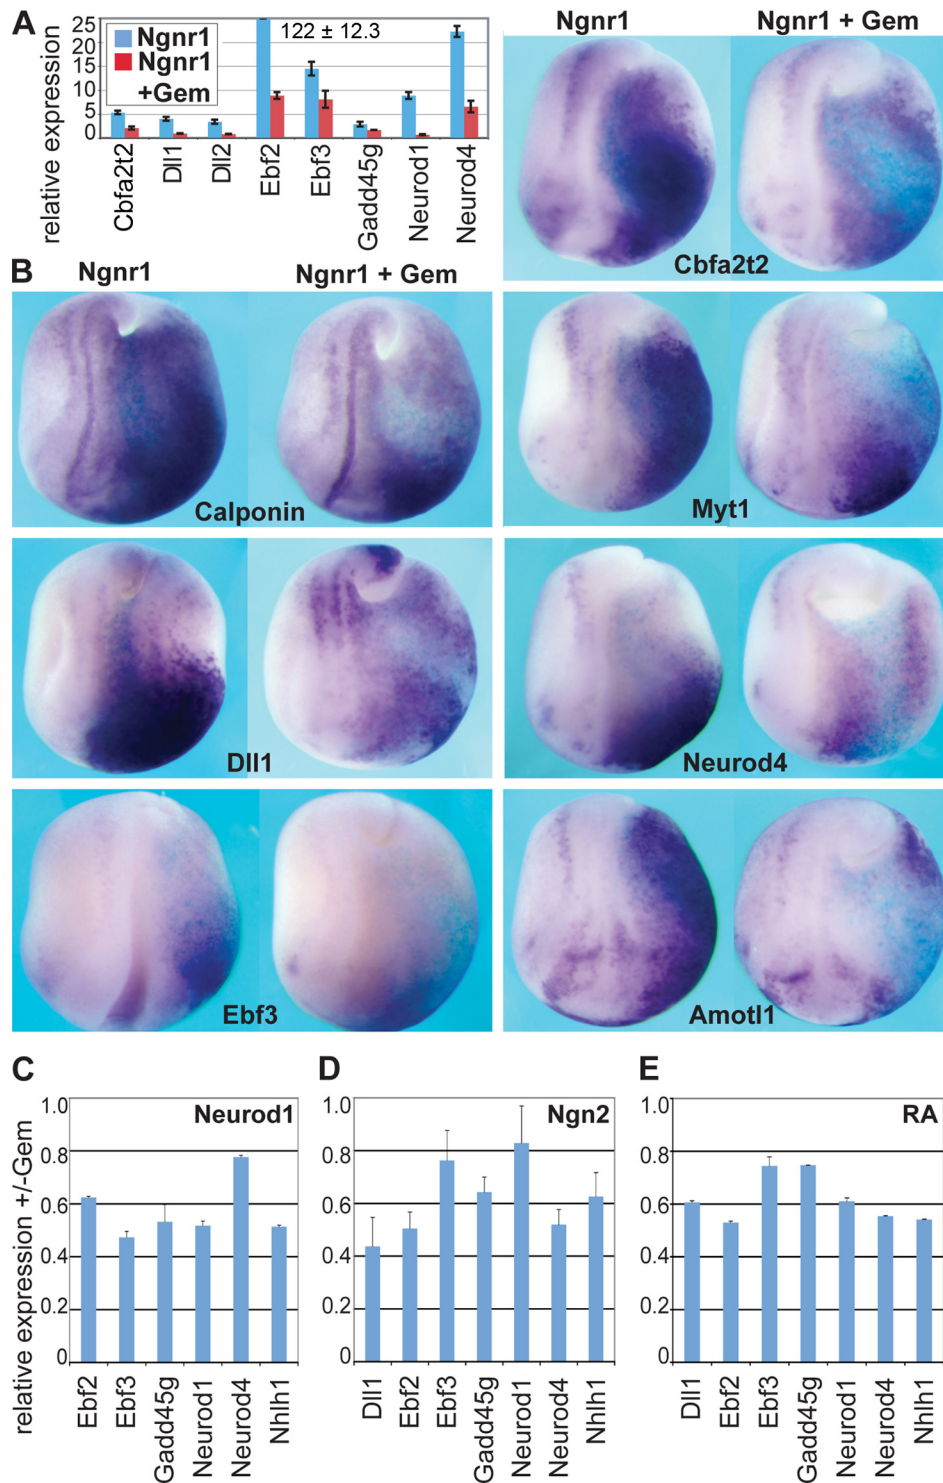 A
relative expression
25
20
15
10
5
0
Ngnr1
Ngnr1
+Gem
122 ± 12.3
Cbfa2t2
Dll1
Dll2
Ebf2
Ebf3
Gadd45g
Neurod1
Neurod4
Ngnr1
Ngnr1 + Gem
Cbfa2t2
B
Ngnr1
Ngnr1 + Gem
Calponin
Myt1
Dll1
Neurod4
Ebf3
Amotl1
C
relative expression +/-Gem
Neurod1
1.0
0.8
0.6
0.4
0.2
0
Ebf2
Ebf3
Gadd45g
Neurod1
Neurod4
Nhlh1
D
Ngn2
1.0
0.8
0.6
0.4
0.2
0
Dll1
Ebf2
Ebf3
Gadd45g
Neurod1
Neurod4
Nhlh1
E
RA
1.0
0.8
0.6
0.4
0.2
0
Dll1
Ebf2
Ebf3
Gadd45g
Neurod1
Neurod4
Nhlh1